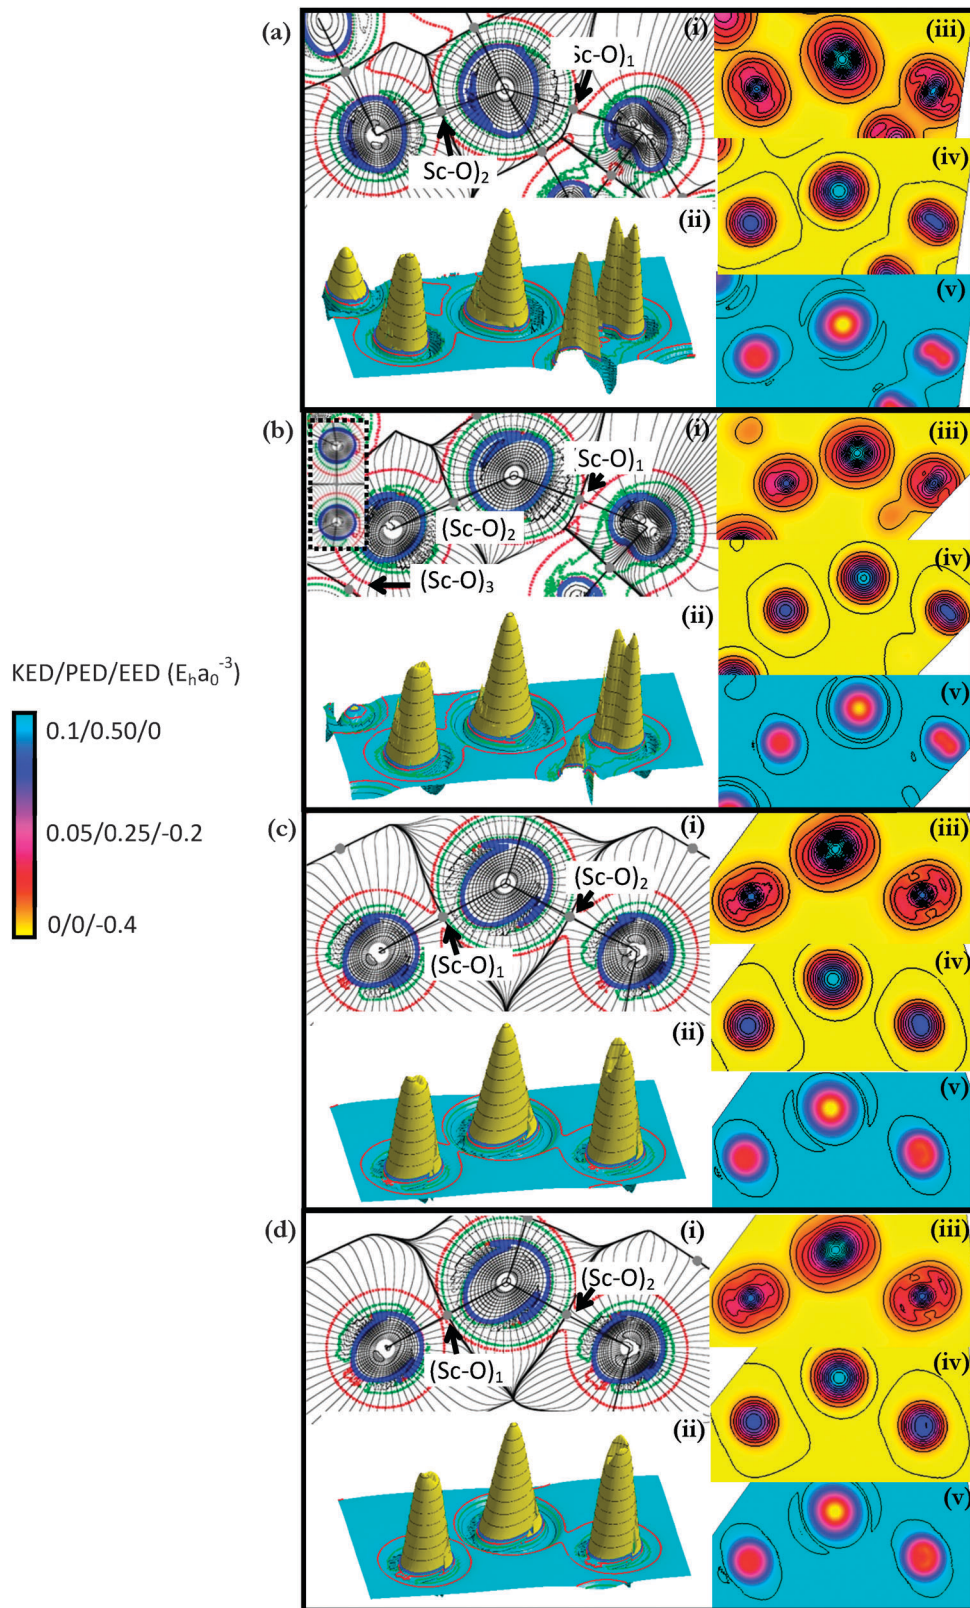 (a)
(i)
Sc-O)₁
Sc-O)₂
(ii)
(iii)
(iv)
(v)
(b)
(i)
(Sc-O)₁
(Sc-O)₂
(Sc-O)₃
(ii)
(iii)
(iv)
(v)
KED/PED/EED (Eₕa₀⁻³)
0.1/0.50/0
0.05/0.25/-0.2
0/0/-0.4
(c)
(i)
(Sc-O)₂
(Sc-O)₁
(ii)
(iii)
(iv)
(v)
(d)
(i)
(Sc-O)₂
(Sc-O)₁
(ii)
(iii)
(iv)
(v)